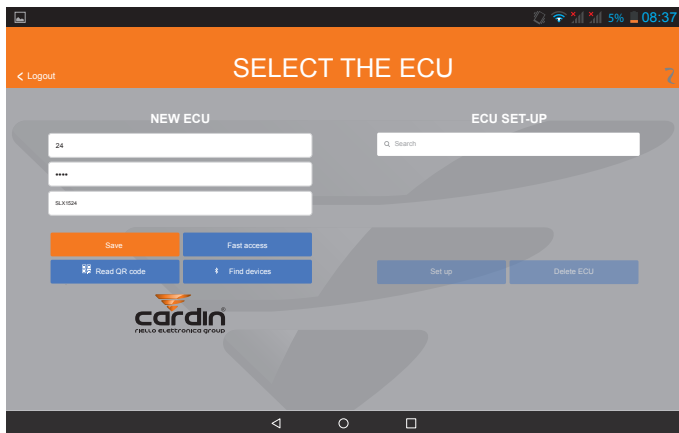 5% 08:37
Logout
SELECT THE ECU
NEW ECU
24
••••
SLX1524
Save
Fast access
Read QR code
Find devices
cardin
riello elettronica group
ECU SET-UP
Search
Set up
Delete ECU